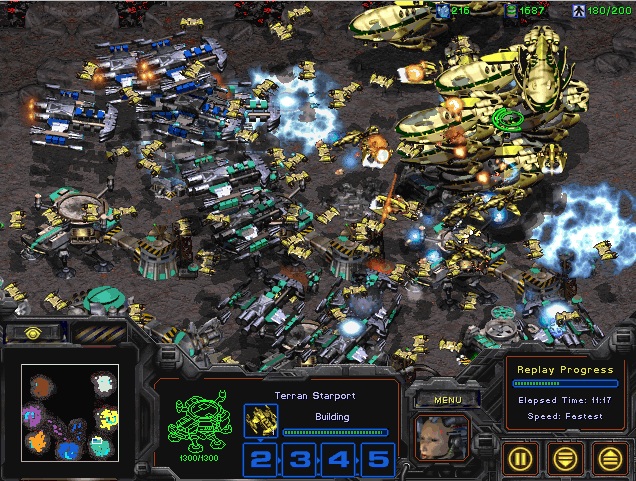 216 1687 180/200
Terran Starport
Building
1300/1300
2 3 4 5
MENU
Replay Progress
Elapsed Time: 11:17
Speed: Fastest